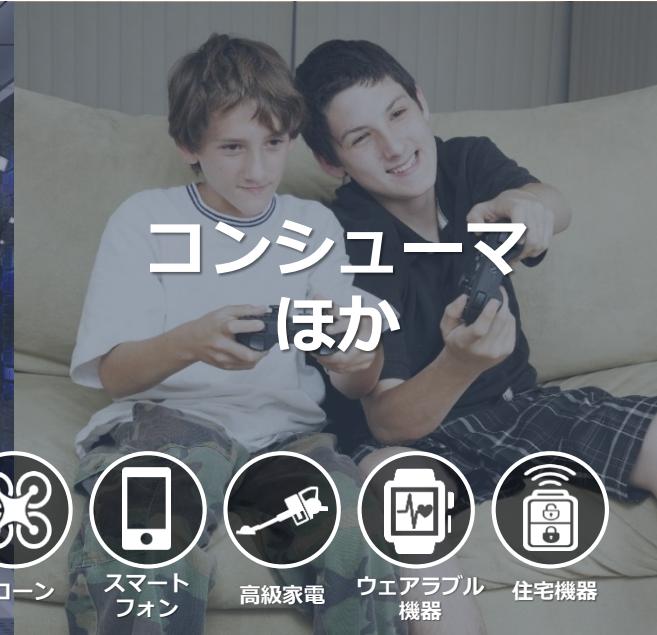 コンシューマ
ほか
ローン
スマート
フォン
高級家電
ウェアラブル
機器
住宅機器